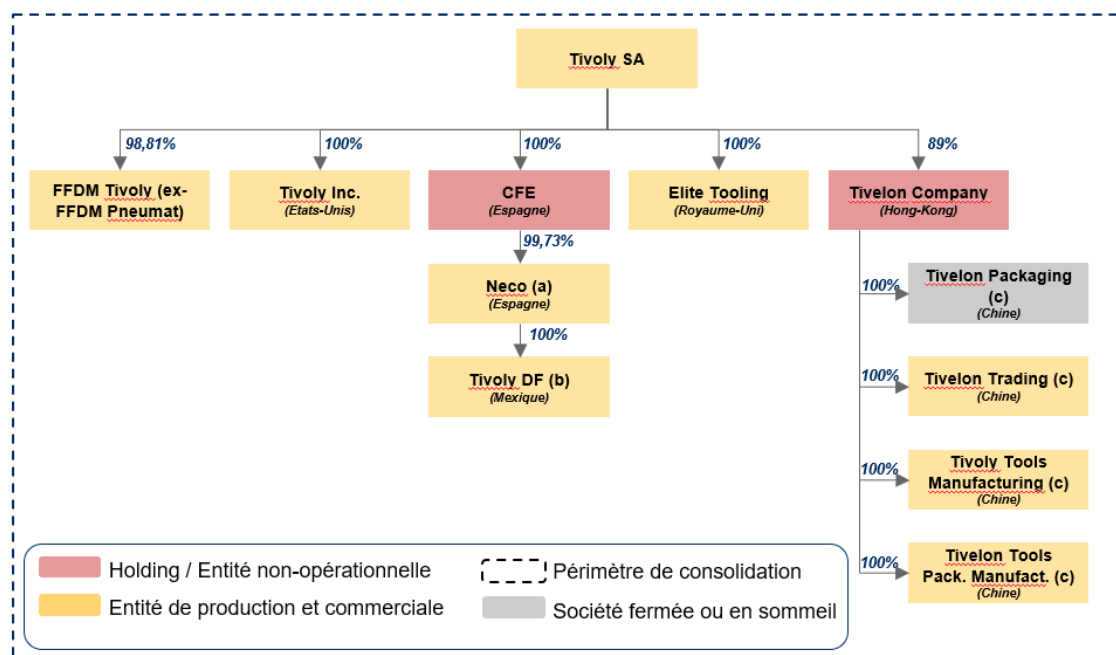 Tivoly SA
98,81%
100%
100%
100%
89%
FFDM Tivoly (ex-
FFDM Pneumat)
Tivoly Inc.
(Etats-Unis)
CFE
(Espagne)
Elite Tooling
(Royaume-Uni)
Tivelon Company
(Hong-Kong)
99,73%
Neco (a)
(Espagne)
100%
Tivoly DF (b)
(Mexique)
100%
Tivelon Packaging
(c)
(Chine)
100%
Tivelon Trading (c)
(Chine)
100%
Tivoly Tools
Manufacturing (c)
(Chine)
100%
Tivelon Tools
Pack. Manufact. (c)
(Chine)
Holding / Entité non-opérationnelle
Périmètre de consolidation
Entité de production et commerciale
Société fermée ou en sommeil